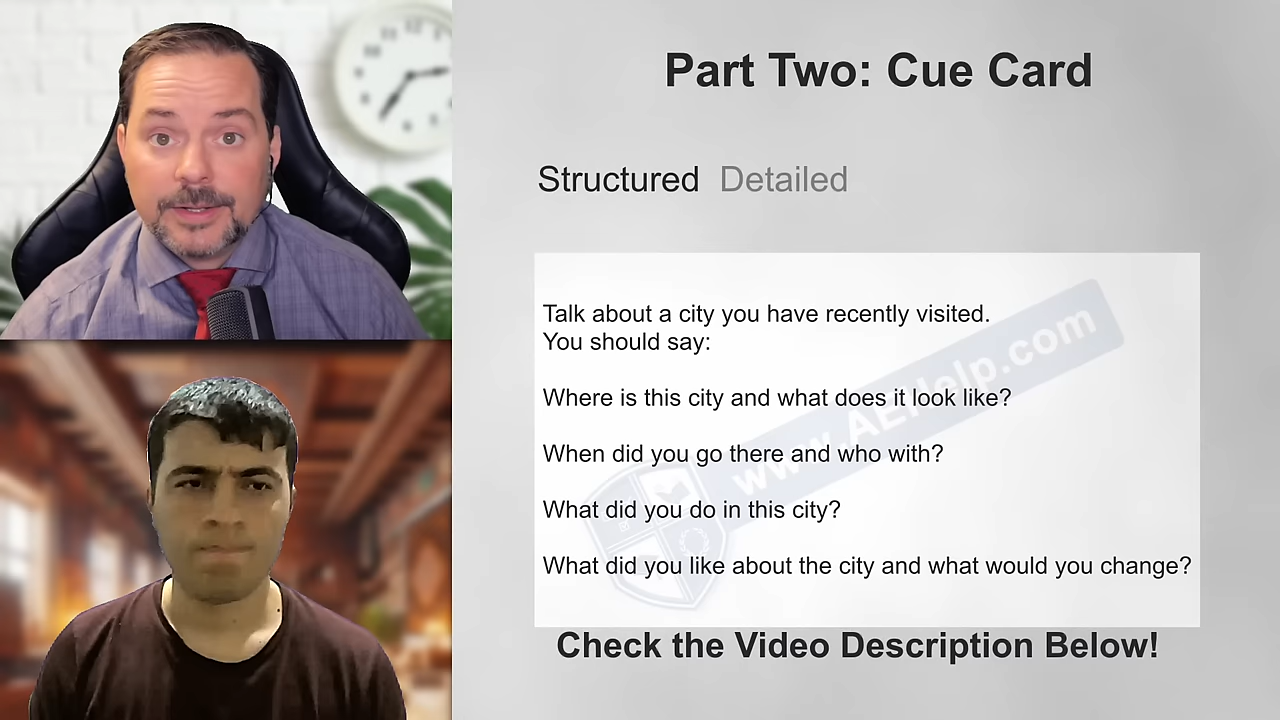 Part Two: Cue Card
Structured Detailed
Talk about a city you have recently visited.
You should say:
Where is this city and what does it look like?
When did you go there and who with?
What did you do in this city?
What did you like about the city and what would you change?
www.AEHelp.com
Check the Video Description Below!